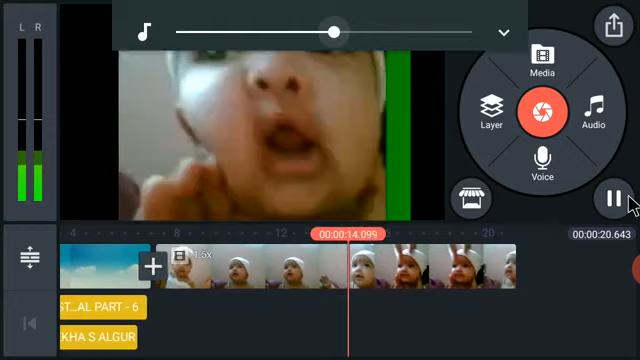 L R
Media
Layer
Audio
Voice
4
8
12
00:00:14.099
20
00:00:20.643
1.5x
ST...AL PART - 6
EKHA S ALGUR